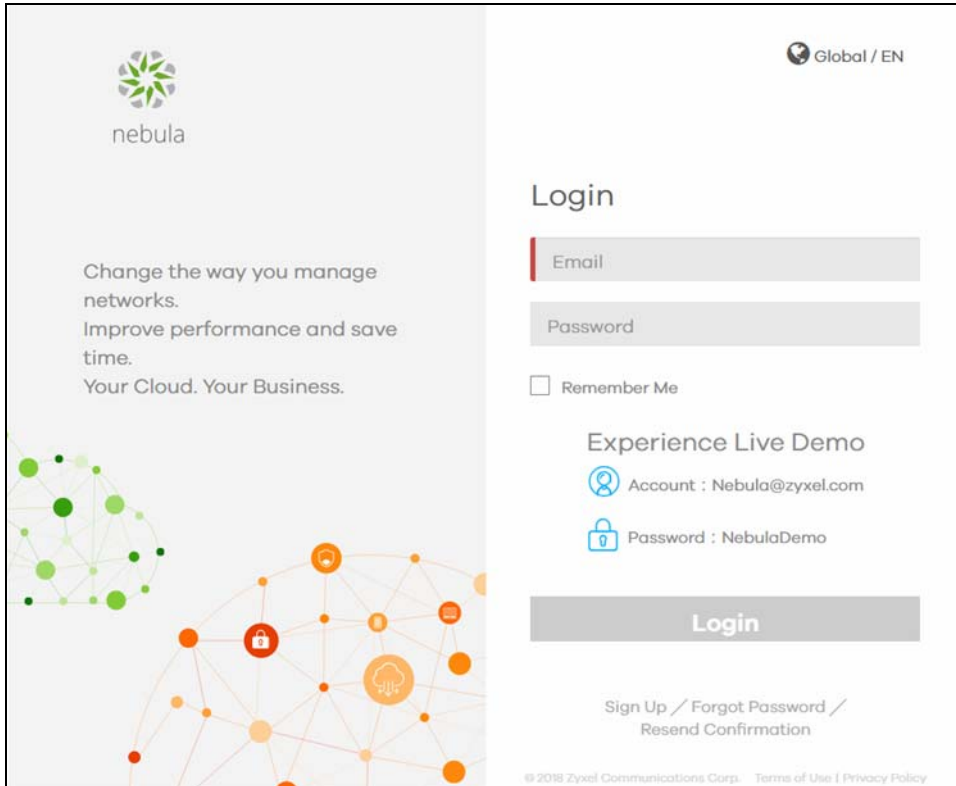 nebula
Change the way you manage
networks.
Improve performance and save
time.
Your Cloud. Your Business.
Global / EN
Login
Email
Password
Remember Me
Experience Live Demo
Account : Nebula@zyxel.com
Password : NebulaDemo
Login
Sign Up / Forgot Password /
Resend Confirmation
© 2018 Zyxel Communications Corp. Terms of Use | Privacy Policy